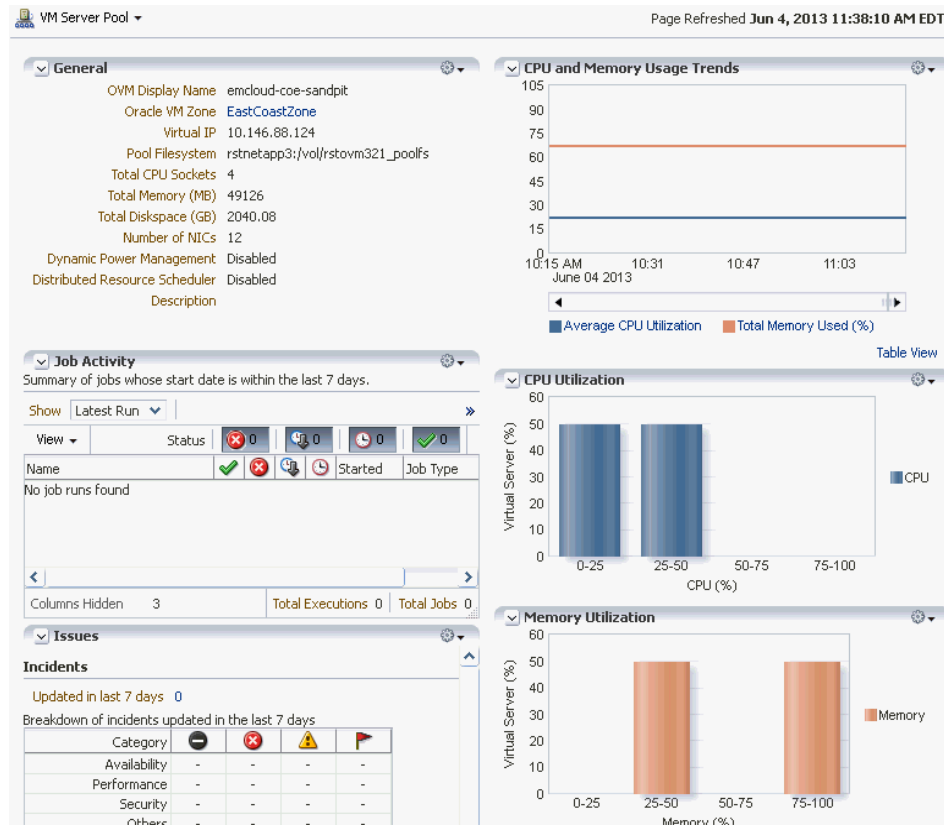 VM Server Pool
Page Refreshed Jun 4, 2013 11:38:10 AM EDT
General
OVM Display Name emcloud-coe-sandpit
Oracle VM Zone EastCoastZone
Virtual IP 10.146.88.124
Pool Filesystem rstnetapp3:/vol/rstovm321_poolfs
Total CPU Sockets 4
Total Memory (MB) 49126
Total Diskspace (GB) 2040.08
Number of NICs 12
Dynamic Power Management Disabled
Distributed Resource Scheduler Disabled
Description
Job Activity
Summary of jobs whose start date is within the last 7 days.
Show Latest Run »
View Status 0 0 0 0
Name Started Job Type
No job runs found
Columns Hidden 3 Total Executions 0 Total Jobs 0
Issues
Incidents
Updated in last 7 days 0
Breakdown of incidents updated in the last 7 days
Category
Availability - - - -
Performance - - - -
Security - - - -
Others - - - -
CPU and Memory Usage Trends
105
90
75
60
45
30
15
0
10:15 AM 10:31 10:47 11:03
June 04 2013
Average CPU Utilization Total Memory Used (%)
Table View
CPU Utilization
60
50
40
30
20
10
0
Virtual Server (%)
0-25 25-50 50-75 75-100
CPU (%)
CPU
Memory Utilization
60
50
40
30
20
10
0
Virtual Server (%)
0-25 25-50 50-75 75-100
Memory (%)
Memory